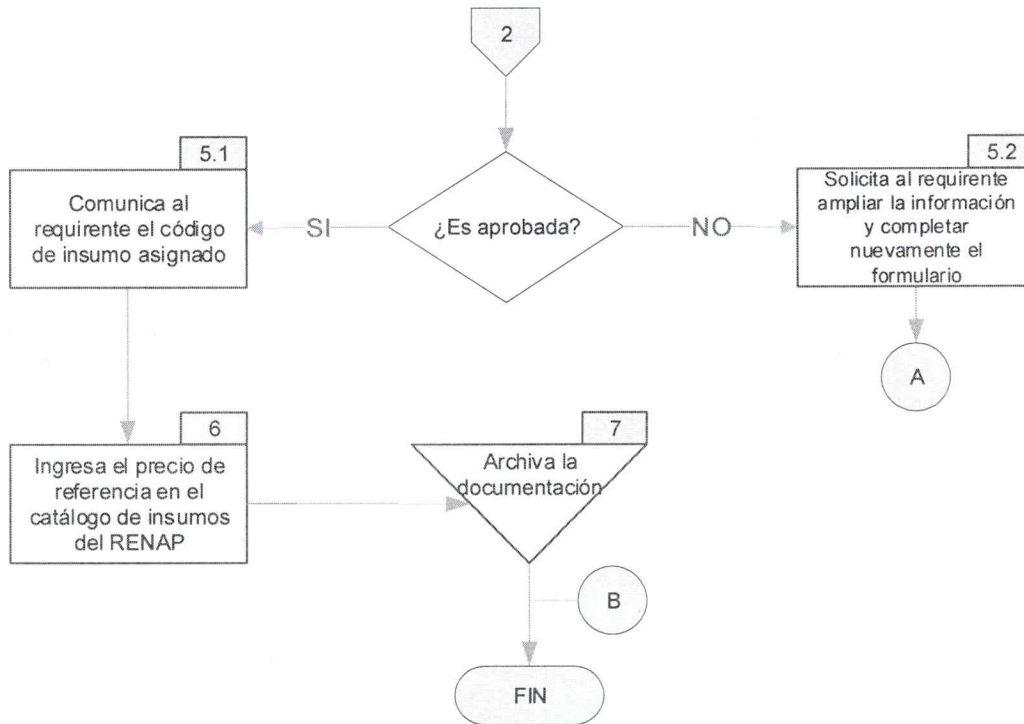 2
5.1
Comunica al
requirente el código
de insumo asignado
SI
¿Es aprobada?
NO
5.2
Solicita al requirente
ampliar la información
y completar
nuevamente el
formulario
A
6
Ingresa el precio de
referencia en el
catálogo de insumos
del RENAP
7
Archiva la
documentación
B
FIN